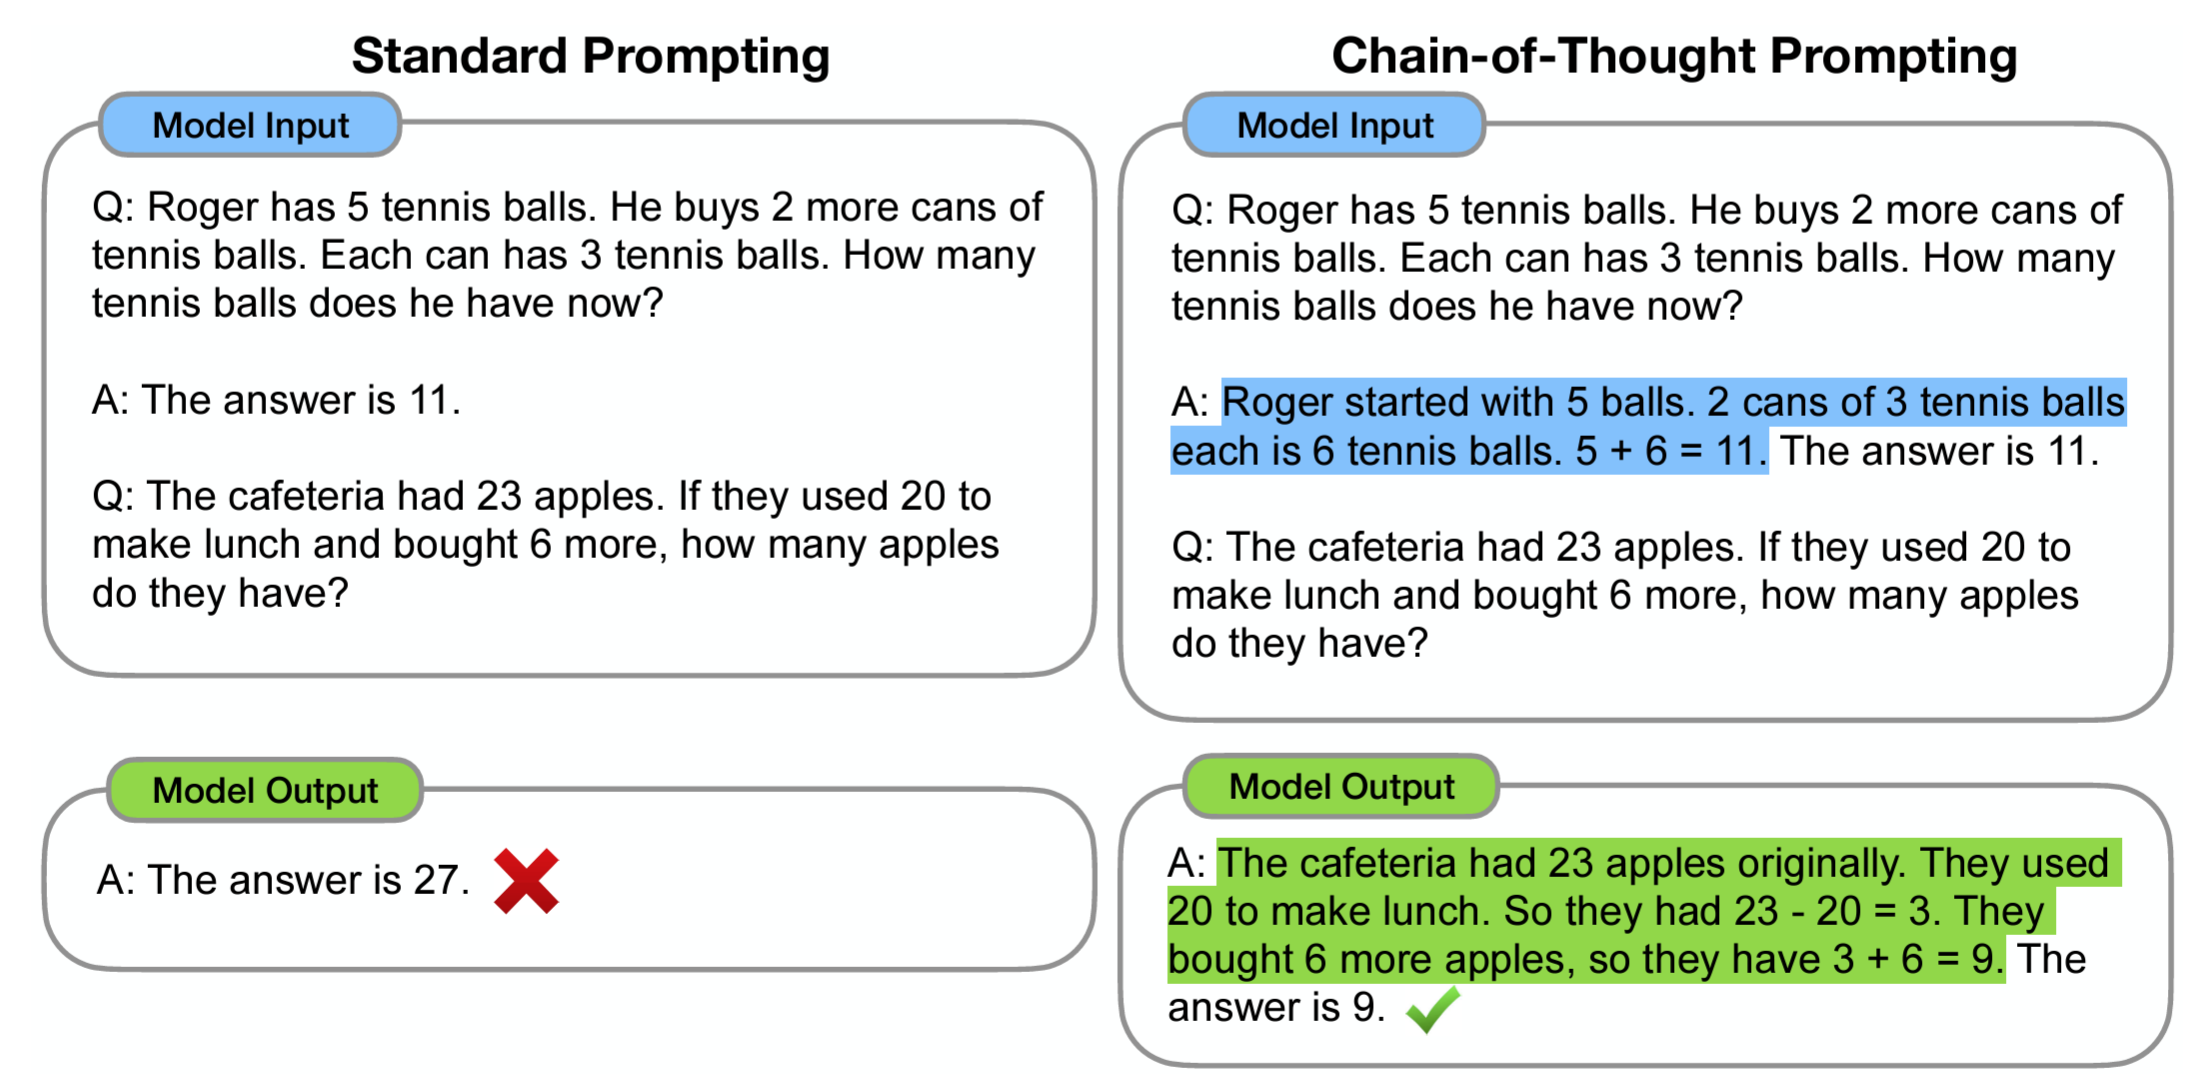 Standard Prompting
Model Input
Q: Roger has 5 tennis balls. He buys 2 more cans of
tennis balls. Each can has 3 tennis balls. How many
tennis balls does he have now?
A: The answer is 11.
Q: The cafeteria had 23 apples. If they used 20 to
make lunch and bought 6 more, how many apples
do they have?
Model Output
A: The answer is 27.
Chain-of-Thought Prompting
Model Input
Q: Roger has 5 tennis balls. He buys 2 more cans of
tennis balls. Each can has 3 tennis balls. How many
tennis balls does he have now?
A: Roger started with 5 balls. 2 cans of 3 tennis balls
each is 6 tennis balls. 5 + 6 = 11. The answer is 11.
Q: The cafeteria had 23 apples. If they used 20 to
make lunch and bought 6 more, how many apples
do they have?
Model Output
A: The cafeteria had 23 apples originally. They used
20 to make lunch. So they had 23 - 20 = 3. They
bought 6 more apples, so they have 3 + 6 = 9. The
answer is 9.